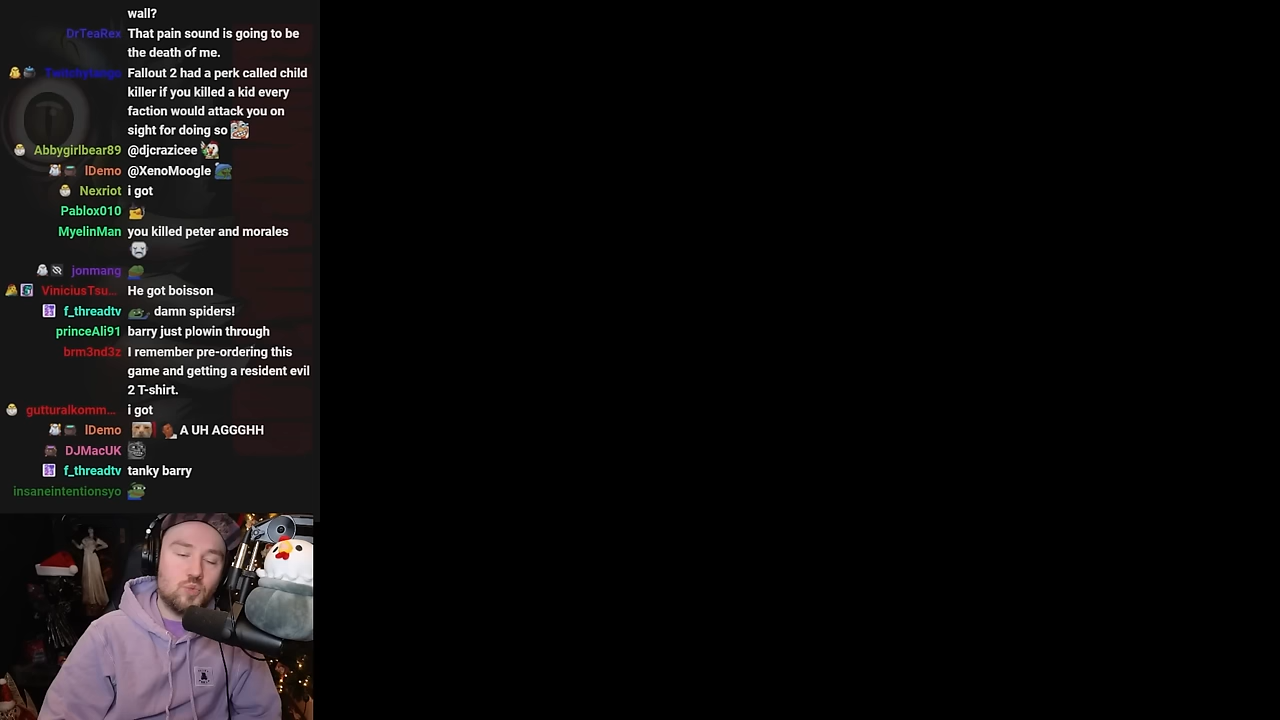 wall?
DrTeaRex That pain sound is going to be
the death of me.
Twitchytango Fallout 2 had a perk called child
killer if you killed a kid every
faction would attack you on
sight for doing so
Abbygirlbear89 @djcrazicee
lDemo @XenoMoogle
Nexriot i got
Pablox010
MyelinMan you killed peter and morales
jonmang
ViniciusTsu... He got boisson
f_threadtv damn spiders!
princeAli91 barry just plowin through
brm3nd3z I remember pre-ordering this
game and getting a resident evil
2 T-shirt.
gutturalkomm... i got
lDemo A UH AGGGHH
DJMacUK
f_threadtv tanky barry
insaneintentionsyo